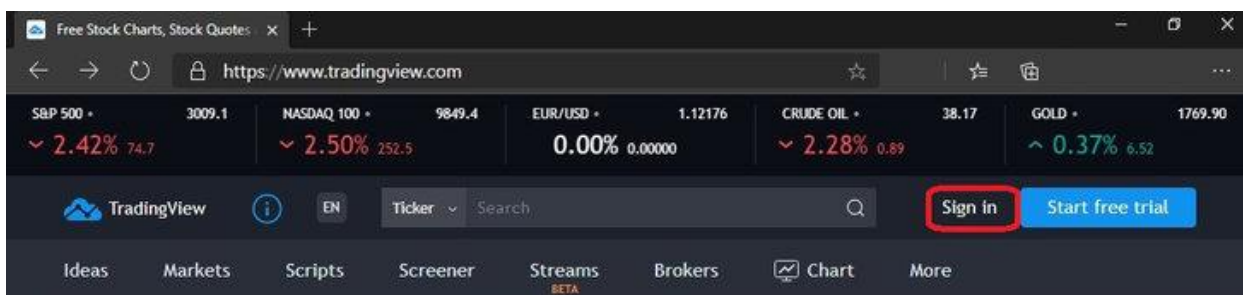 Free Stock Charts, Stock Quotes
https://www.tradingview.com
S&P 500 3009.1 NASDAQ 100 9849.4 EUR/USD 1.12176 CRUDE OIL 38.17 GOLD 1769.90
2.42% 74.7 2.50% 252.5 0.00% 0.00000 2.28% 0.89 0.37% 6.52
TradingView EN Ticker Search Sign in Start free trial
Ideas Markets Scripts Screener Streams Brokers Chart More
BETA